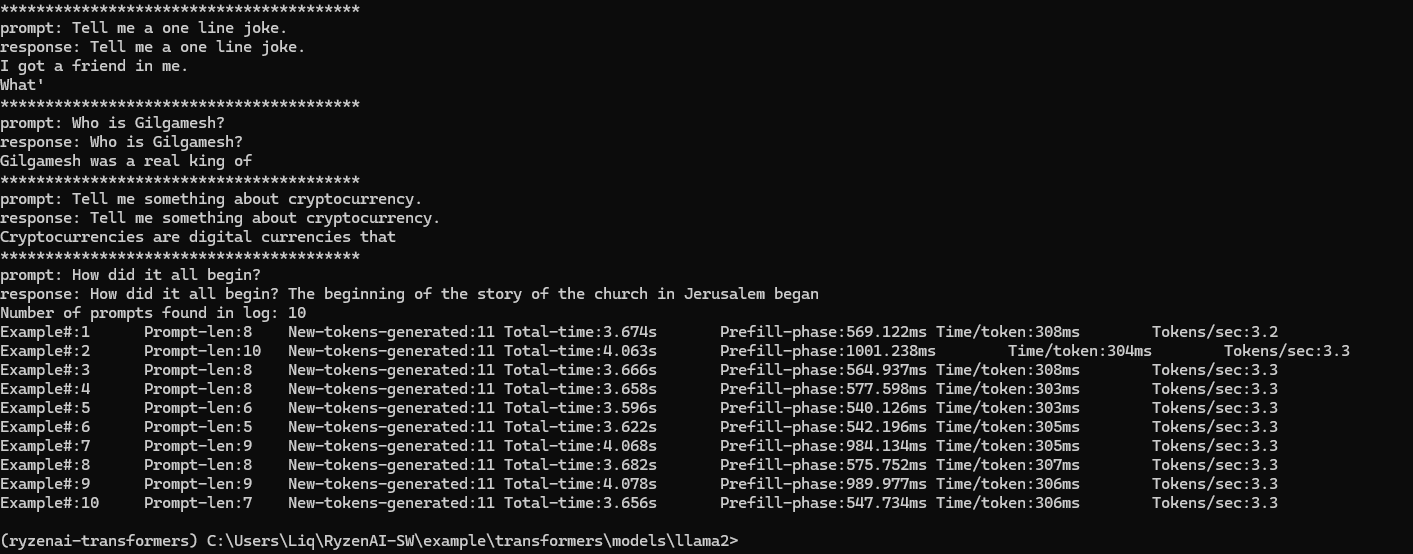 ****************************************
prompt: Tell me a one line joke.
response: Tell me a one line joke.
I got a friend in me.
What'
****************************************
prompt: Who is Gilgamesh?
response: Who is Gilgamesh?
Gilgamesh was a real king of
****************************************
prompt: Tell me something about cryptocurrency.
response: Tell me something about cryptocurrency.
Cryptocurrencies are digital currencies that
****************************************
prompt: How did it all begin?
response: How did it all begin? The beginning of the story of the church in Jerusalem began
Number of prompts found in log: 10
Example#:1 Prompt-len:8 New-tokens-generated:11 Total-time:3.674s Prefill-phase:569.122ms Time/token:308ms Tokens/sec:3.2
Example#:2 Prompt-len:10 New-tokens-generated:11 Total-time:4.063s Prefill-phase:1001.238ms Time/token:304ms Tokens/sec:3.3
Example#:3 Prompt-len:8 New-tokens-generated:11 Total-time:3.666s Prefill-phase:564.937ms Time/token:308ms Tokens/sec:3.3
Example#:4 Prompt-len:8 New-tokens-generated:11 Total-time:3.658s Prefill-phase:577.598ms Time/token:303ms Tokens/sec:3.3
Example#:5 Prompt-len:6 New-tokens-generated:11 Total-time:3.596s Prefill-phase:540.126ms Time/token:303ms Tokens/sec:3.3
Example#:6 Prompt-len:5 New-tokens-generated:11 Total-time:3.622s Prefill-phase:542.196ms Time/token:305ms Tokens/sec:3.3
Example#:7 Prompt-len:9 New-tokens-generated:11 Total-time:4.068s Prefill-phase:984.134ms Time/token:305ms Tokens/sec:3.3
Example#:8 Prompt-len:8 New-tokens-generated:11 Total-time:3.682s Prefill-phase:575.752ms Time/token:307ms Tokens/sec:3.3
Example#:9 Prompt-len:9 New-tokens-generated:11 Total-time:4.078s Prefill-phase:989.977ms Time/token:306ms Tokens/sec:3.3
Example#:10 Prompt-len:7 New-tokens-generated:11 Total-time:3.656s Prefill-phase:547.734ms Time/token:306ms Tokens/sec:3.3
(ryzenai-transformers) C:\Users\Liq\RyzenAI-SW\example\transformers\models\llama2>